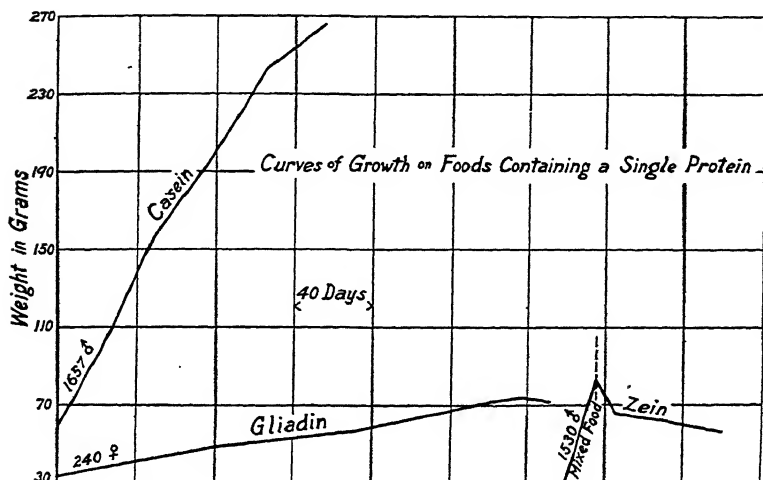 270
230
190
150
110
70
30
Weight in Grams
Curves of Growth on Foods Containing a Single Protein
Casein
40 Days
1657 ♂
Gliadin
240 ♀
1530 ♂
Mixed Food
Zein